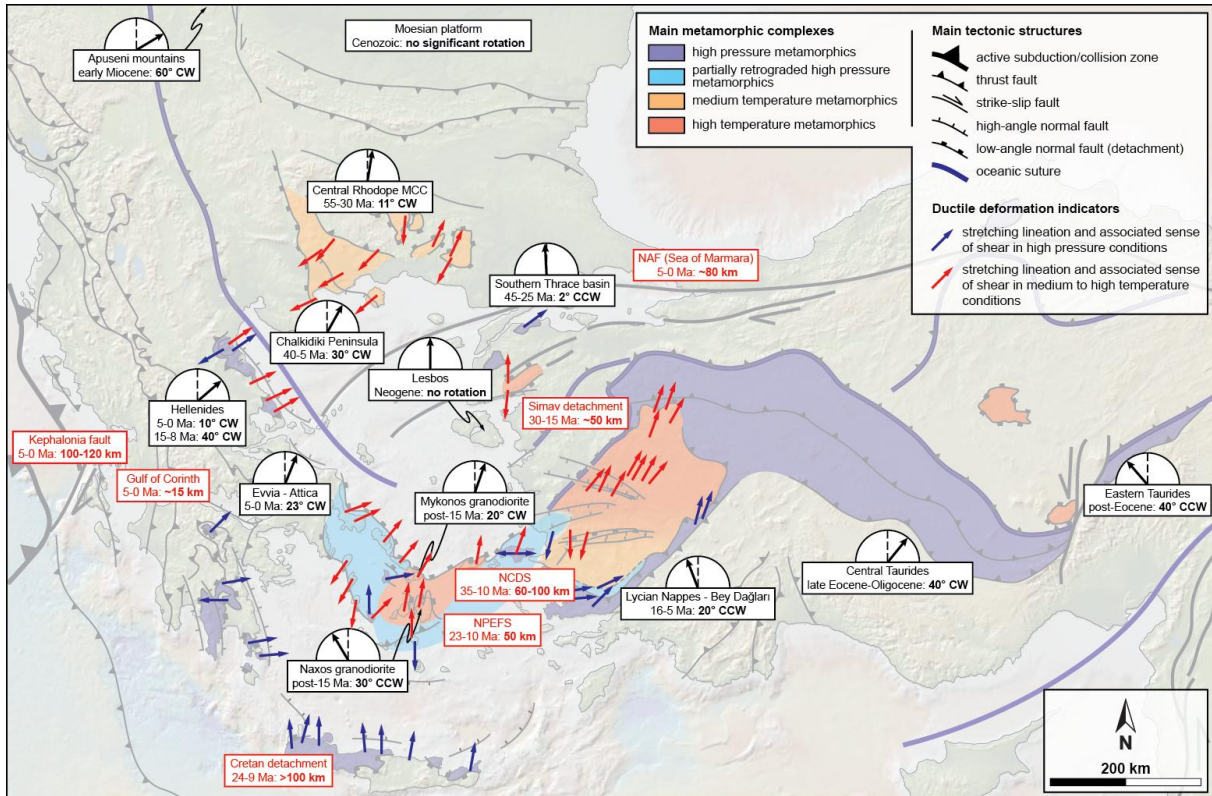 Apuseni mountains
early Miocene: 60° CW
Moesian platform
Cenozoic: no significant rotation
Main metamorphic complexes
high pressure metamorphics
partially retrograded high pressure
metamorphics
medium temperature metamorphics
high temperature metamorphics
Main tectonic structures
active subduction/collision zone
thrust fault
strike-slip fault
high-angle normal fault
low-angle normal fault (detachment)
oceanic suture
Ductile deformation indicators
stretching lineation and associated sense
of shear in high pressure conditions
stretching lineation and associated sense
of shear in medium to high temperature
conditions
Central Rhodope MCC
55-30 Ma: 11° CW
NAF (Sea of Marmara)
5-0 Ma: ~80 km
Southern Thrace basin
45-25 Ma: 2° CCW
Chalkidiki Peninsula
40-5 Ma: 30° CW
Lesbos
Neogene: no rotation
Hellenides
5-0 Ma: 10° CW
15-8 Ma: 40° CW
Simav detachment
30-15 Ma: ~50 km
Kephalonia fault
5-0 Ma: 100-120 km
Gulf of Corinth
5-0 Ma: ~15 km
Evvia - Attica
5-0 Ma: 23° CW
Mykonos granodiorite
post-15 Ma: 20° CW
Eastern Taurides
post-Eocene: 40° CCW
Central Taurides
late Eocene-Oligocene: 40° CW
NCDS
35-10 Ma: 60-100 km
Lycian Nappes - Bey Dağları
16-5 Ma: 20° CCW
NPEFS
23-10 Ma: 50 km
Naxos granodiorite
post-15 Ma: 30° CCW
Cretan detachment
24-9 Ma: >100 km
N
200 km